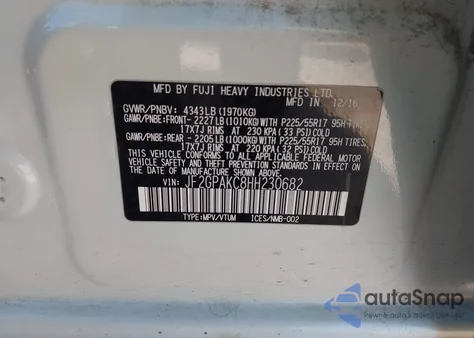 MFD BY FUJI HEAVY INDUSTRIES LTD.
GVWR/PNBV: 4343LB (1970KG) 12/16
GAWR/PNBE:FRONT- 2227LB(1010KG)WITH P225/55R17 95H TIRES,
17X7J RIMS AT 230 KPA (33 PSI)COLD
GAWR/PNBE:REAR - 2205LB(1000KG)WITH P225/55R17 95H TIRES,
17X7J RIMS AT 220 KPA (32 PSI)COLD
THIS VEHICLE CONFORMS TO ALL APPLICABLE FEDERAL MOTOR
VEHICLE SAFETY, BUMPER, AND THEFT PREVENTION STANDARDS IN EFFECT ON THE
DATE OF MANUFACTURE SHOWN ABOVE.
VIN: JF2GPAKC8HH230682
TYPE:MPV/VTUM ICES/NMB-002
autoSnap